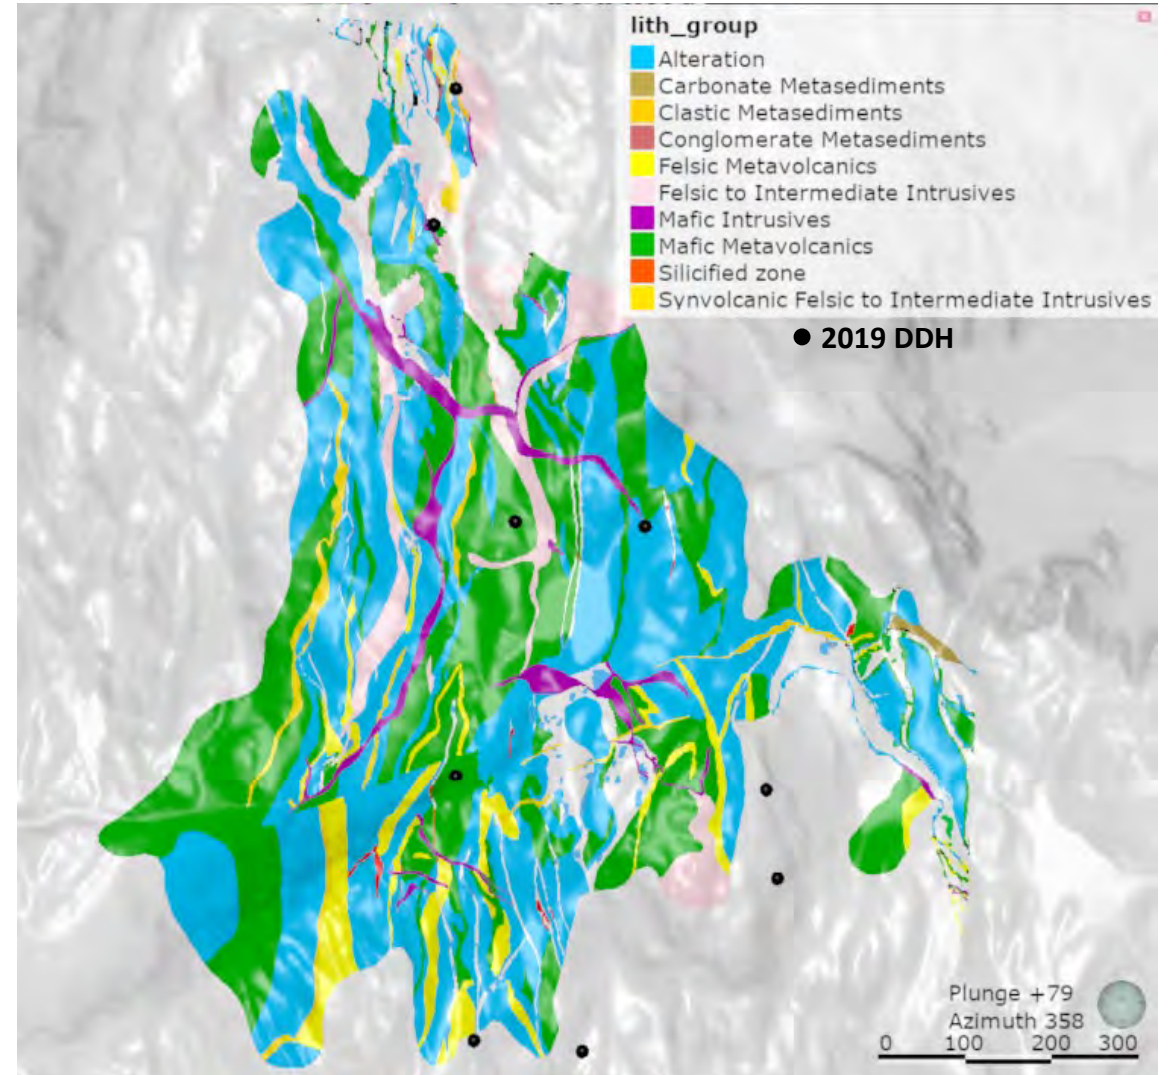 lith_group
Alteration
Carbonate Metasediments
Clastic Metasediments
Conglomerate Metasediments
Felsic Metavolcanics
Felsic to Intermediate Intrusives
Mafic Intrusives
Mafic Metavolcanics
Silicified zone
Synvolcanic Felsic to Intermediate Intrusives
2019 DDH
Plunge +79
Azimuth 358
0 100 200 300